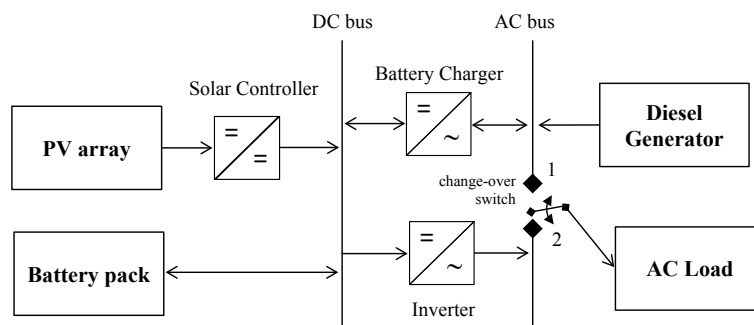 DC bus
AC bus
Solar Controller
Battery Charger
PV array
=
=
=
~
Diesel
Generator
1
change-over
switch
2
Battery pack
=
~
AC Load
Inverter